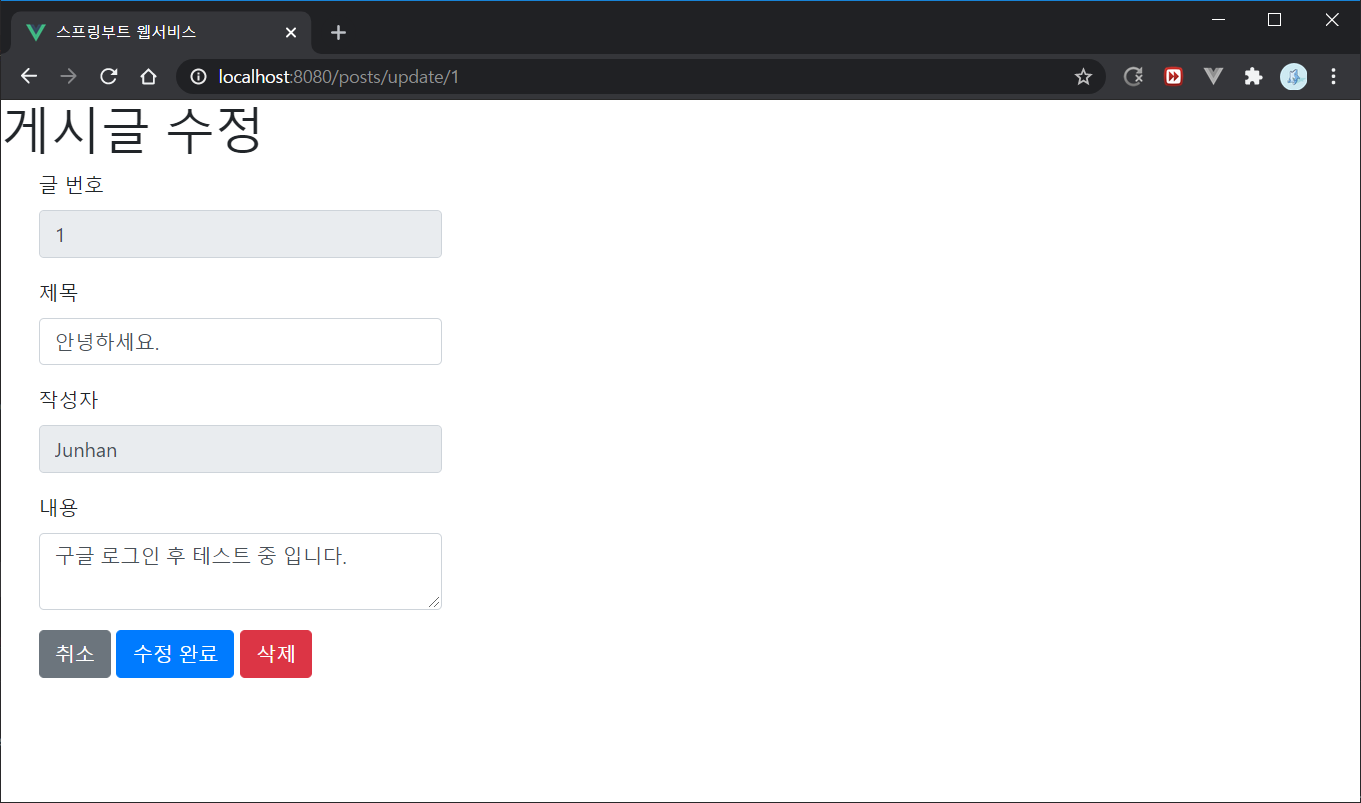 스프링부트 웹서비스
localhost:8080/posts/update/1
게시글 수정
글 번호
1
제목
안녕하세요.
작성자
Junhan
내용
구글 로그인 후 테스트 중 입니다.
취소 수정 완료 삭제